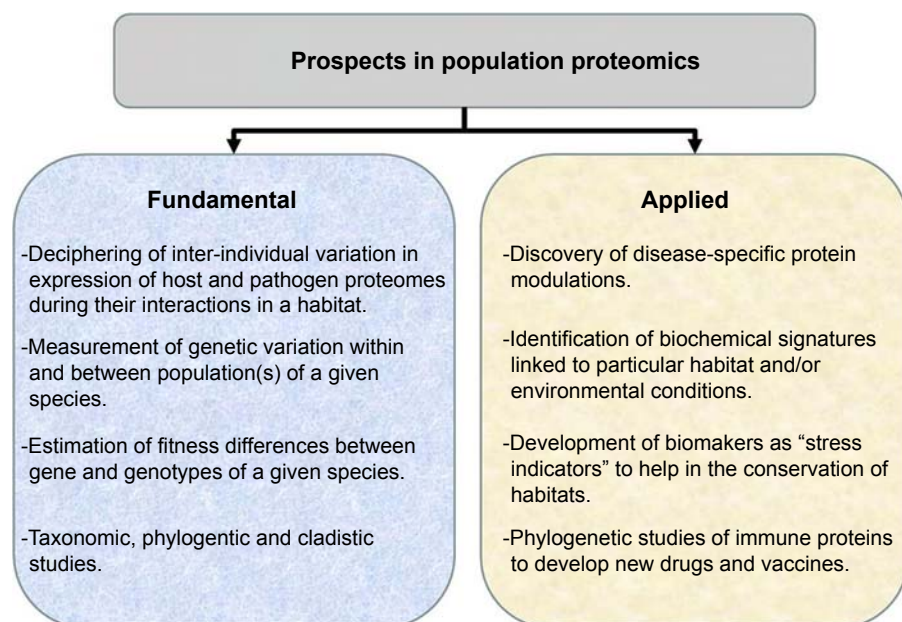 Prospects in population proteomics
Fundamental
-Deciphering of inter-individual variation in
expression of host and pathogen proteomes
during their interactions in a habitat.
-Measurement of genetic variation within
and between population(s) of a given
species.
-Estimation of fitness differences between
gene and genotypes of a given species.
-Taxonomic, phylogentic and cladistic
studies.
Applied
-Discovery of disease-specific protein
modulations.
-Identification of biochemical signatures
linked to particular habitat and/or
environmental conditions.
-Development of biomakers as “stress
indicators” to help in the conservation of
habitats.
-Phylogenetic studies of immune proteins
to develop new drugs and vaccines.